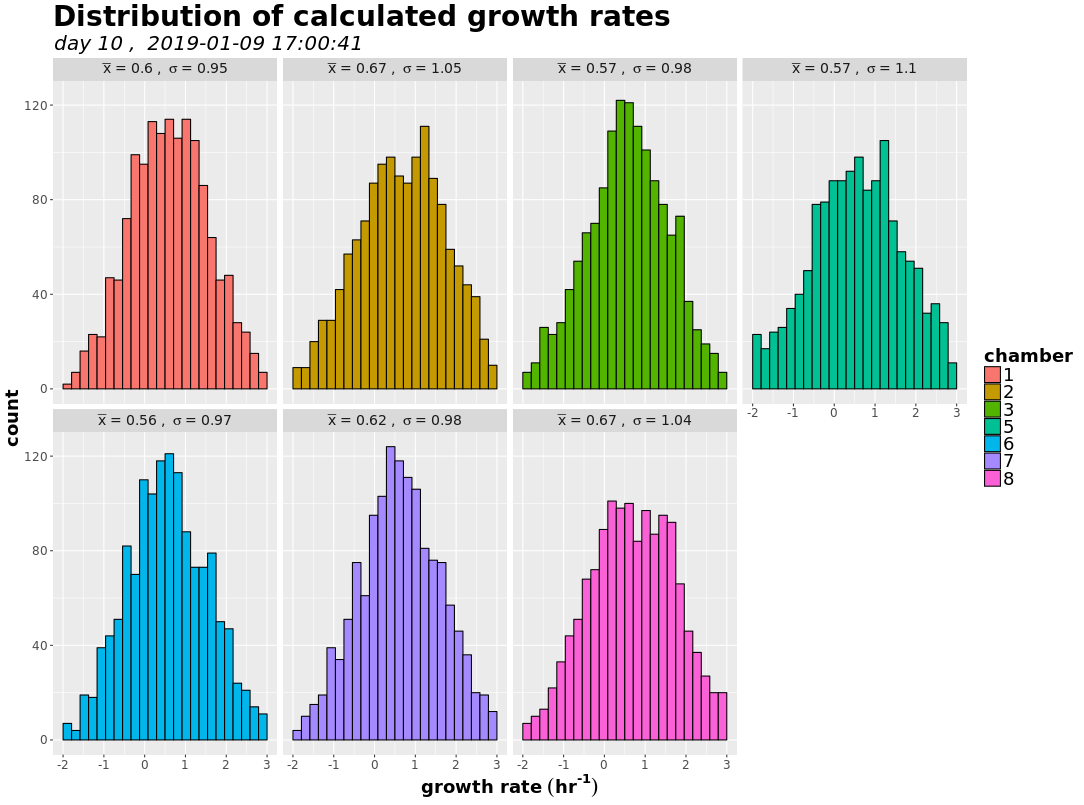 Distribution of calculated growth rates
day 10 ,  2019-01-09 17:00:41
x̅ = 0.6 ,  σ = 0.95
x̅ = 0.67 ,  σ = 1.05
x̅ = 0.57 ,  σ = 0.98
x̅ = 0.57 ,  σ = 1.1
120
80
40
0
-2 -1 0 1 2 3
x̅ = 0.56 ,  σ = 0.97
x̅ = 0.62 ,  σ = 0.98
x̅ = 0.67 ,  σ = 1.04
120
80
40
0
-2 -1 0 1 2 3
-2 -1 0 1 2 3
-2 -1 0 1 2 3
count
growth rate (hr⁻¹)
chamber
1
2
3
5
6
7
8